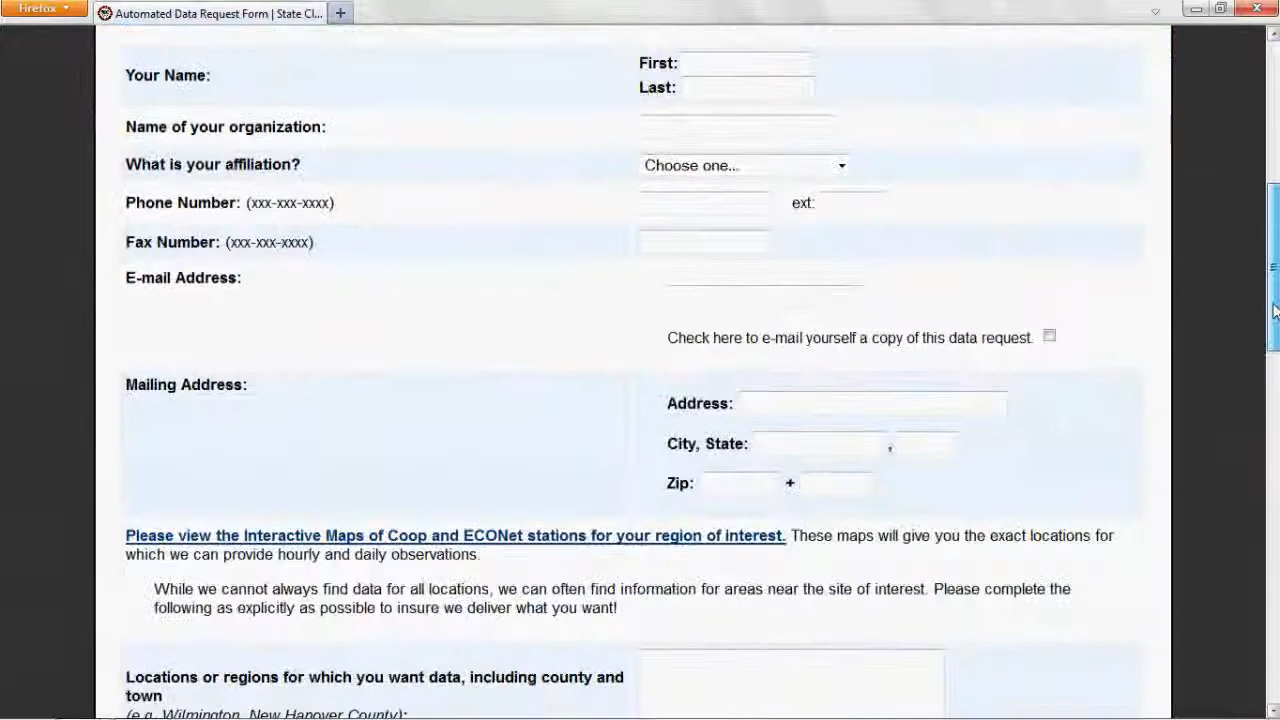 Firefox
Automated Data Request Form | State Cl...
Your Name:
First:
Last:
Name of your organization:
What is your affiliation?
Choose one...
Phone Number: (xxx-xxx-xxxx)
ext:
Fax Number: (xxx-xxx-xxxx)
E-mail Address:
Check here to e-mail yourself a copy of this data request.
Mailing Address:
Address:
City, State:
,
Zip:
+
Please view the Interactive Maps of Coop and ECONet stations for your region of interest. These maps will give you the exact locations for
which we can provide hourly and daily observations.
While we cannot always find data for all locations, we can often find information for areas near the site of interest. Please complete the
following as explicitly as possible to insure we deliver what you want!
Locations or regions for which you want data, including county and
town
(e.g. Wilmington, New Hanover County):